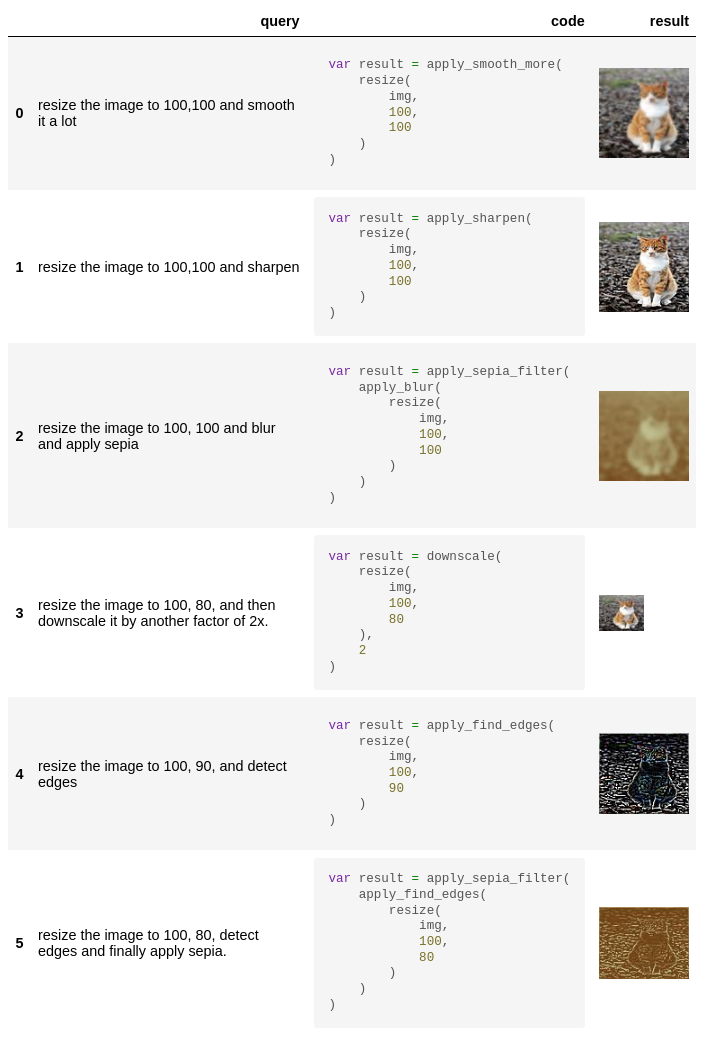 query code result
0
resize the image to 100,100 and smooth
it a lot
var result = apply_smooth_more(
    resize(
        img,
        100,
        100
    )
)
1
resize the image to 100,100 and sharpen
var result = apply_sharpen(
    resize(
        img,
        100,
        100
    )
)
2
resize the image to 100, 100 and blur
and apply sepia
var result = apply_sepia_filter(
    apply_blur(
        resize(
            img,
            100,
            100
        )
    )
)
3
resize the image to 100, 80, and then
downscale it by another factor of 2x.
var result = downscale(
    resize(
        img,
        100,
        80
    ),
    2
)
4
resize the image to 100, 90, and detect
edges
var result = apply_find_edges(
    resize(
        img,
        100,
        90
    )
)
5
resize the image to 100, 80, detect
edges and finally apply sepia.
var result = apply_sepia_filter(
    apply_find_edges(
        resize(
            img,
            100,
            80
        )
    )
)